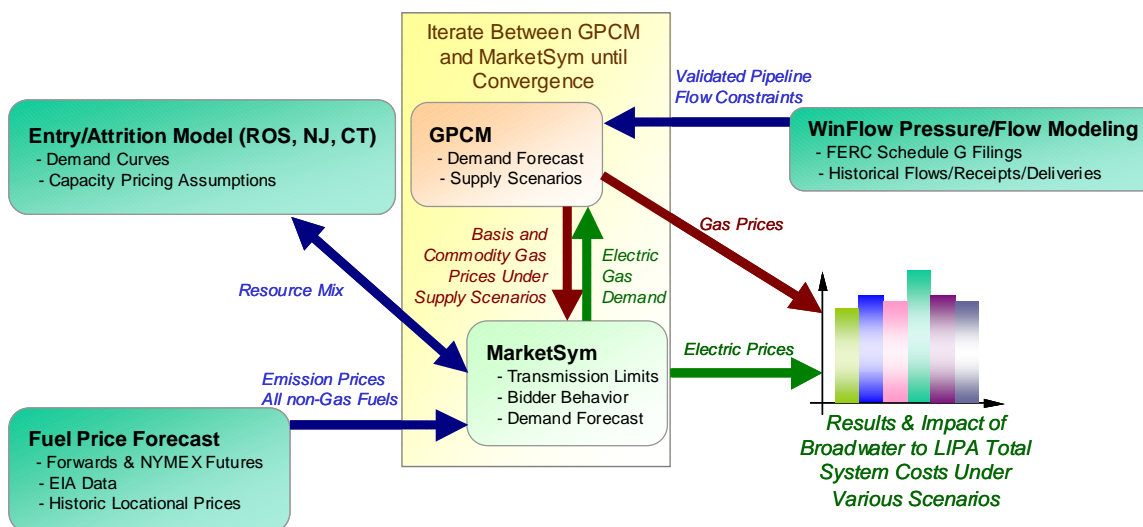 Iterate Between GPCM
and MarketSym until
Convergence
Validated Pipeline
Flow Constraints
Entry/Attrition Model (ROS, NJ, CT)
- Demand Curves
- Capacity Pricing Assumptions
GPCM
- Demand Forecast
- Supply Scenarios
WinFlow Pressure/Flow Modeling
- FERC Schedule G Filings
- Historical Flows/Receipts/Deliveries
Gas Prices
Basis and
Commodity Gas
Prices Under
Supply Scenarios
Electric
Gas
Demand
Resource Mix
MarketSym
- Transmission Limits
- Bidder Behavior
- Demand Forecast
Electric Prices
Emission Prices
All non-Gas Fuels
Fuel Price Forecast
- Forwards & NYMEX Futures
- EIA Data
- Historic Locational Prices
Results & Impact of
Broadwater to LIPA Total
System Costs Under
Various Scenarios